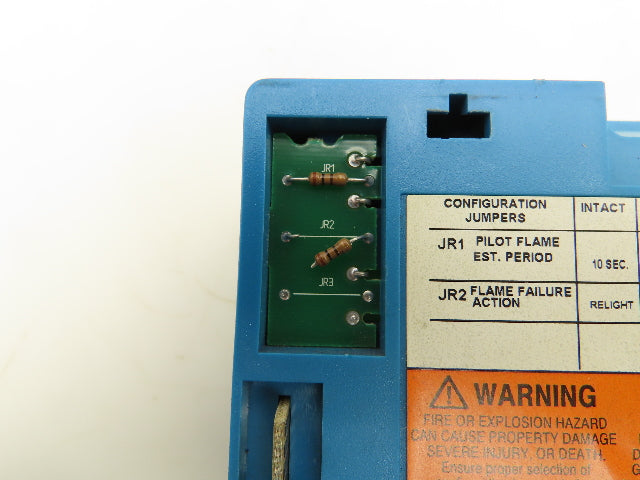 JR1
JR2
JR3
CONFIGURATION JUMPERS INTACT
JR1 PILOT FLAME EST. PERIOD 10 SEC.
JR2 FLAME FAILURE ACTION RELIGHT
WARNING
FIRE OR EXPLOSION HAZARD
CAN CAUSE PROPERTY DAMAGE
SEVERE INJURY, OR DEATH.
Ensure proper selection of